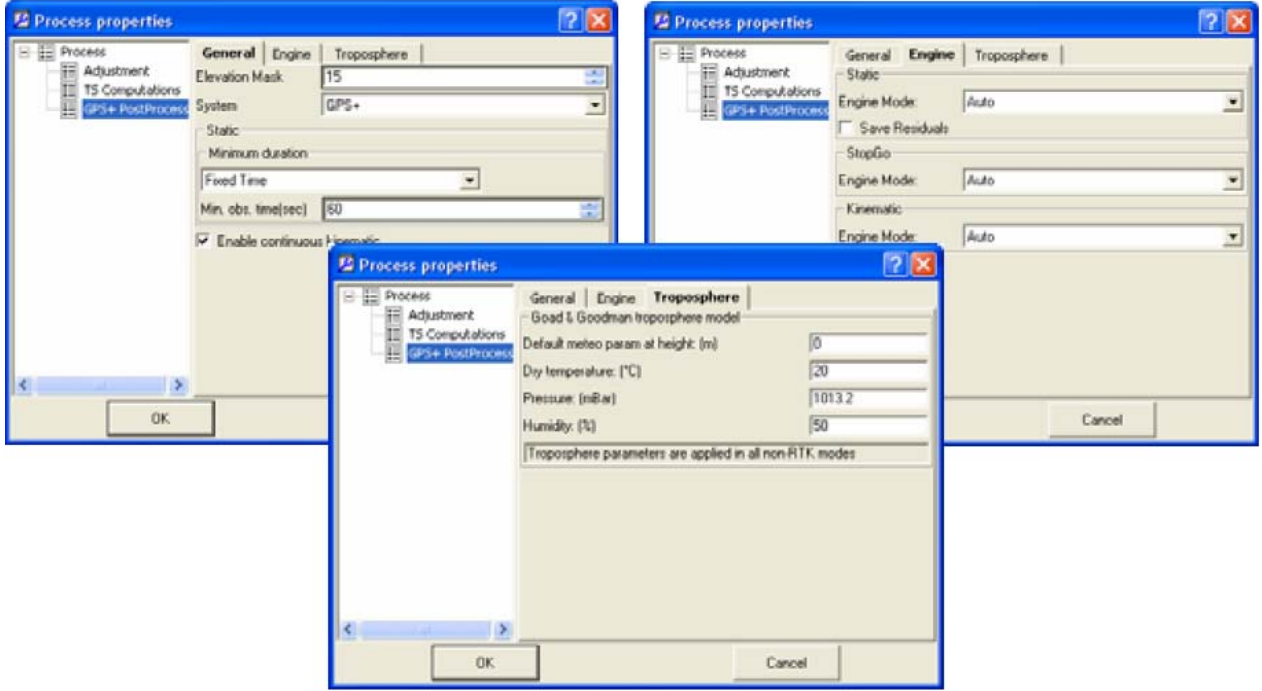 Process properties
Process
Adjustment
TS Computations
GPS+ PostProcess
General Engine Troposphere
Elevation Mask 15
System GPS+
Static
Minimum duration
Fixed Time
Min. obs. time(sec) 60
Enable continuous kinematic
OK
Process properties
Process
Adjustment
TS Computations
GPS+ PostProcess
General Engine Troposphere
Static
Engine Mode: Auto
Save Residuals
StopGo
Engine Mode: Auto
Kinematic
Engine Mode: Auto
Cancel
Process properties
Process
Adjustment
TS Computations
GPS+ PostProcess
General Engine Troposphere
Goad & Goodman troposphere model
Default meteo param at height: (m) 0
Dry temperature: (°C) 20
Pressure: (mBar) 1013.2
Humidity: (%) 50
Troposphere parameters are applied in all non-RTK modes
OK Cancel